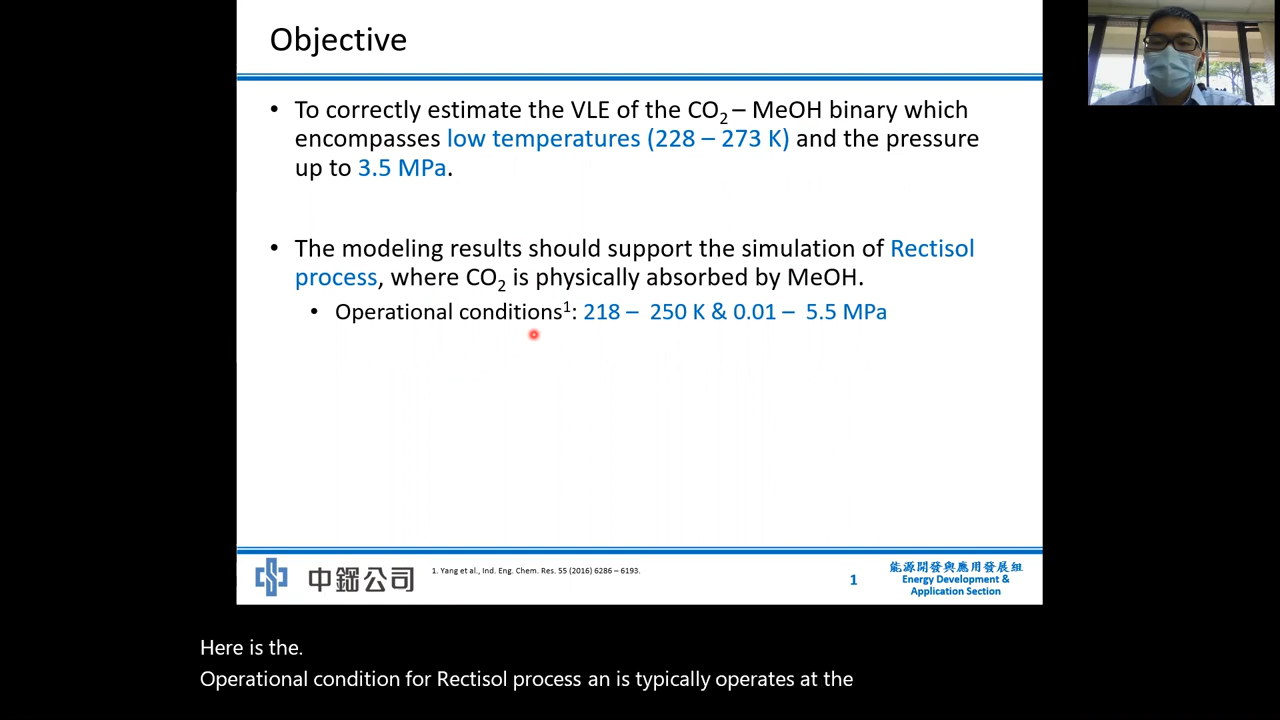 Objective
• To correctly estimate the VLE of the CO₂ – MeOH binary which
encompasses low temperatures (228 – 273 K) and the pressure
up to 3.5 MPa.
• The modeling results should support the simulation of Rectisol
process, where CO₂ is physically absorbed by MeOH.
• Operational conditions¹: 218 – 250 K & 0.01 – 5.5 MPa
中鋼公司
1. Yang et al., Ind. Eng. Chem. Res. 55 (2016) 6286 – 6193.
1
能源開發與應用發展組
Energy Development &
Application Section
Here is the.
Operational condition for Rectisol process an is typically operates at the